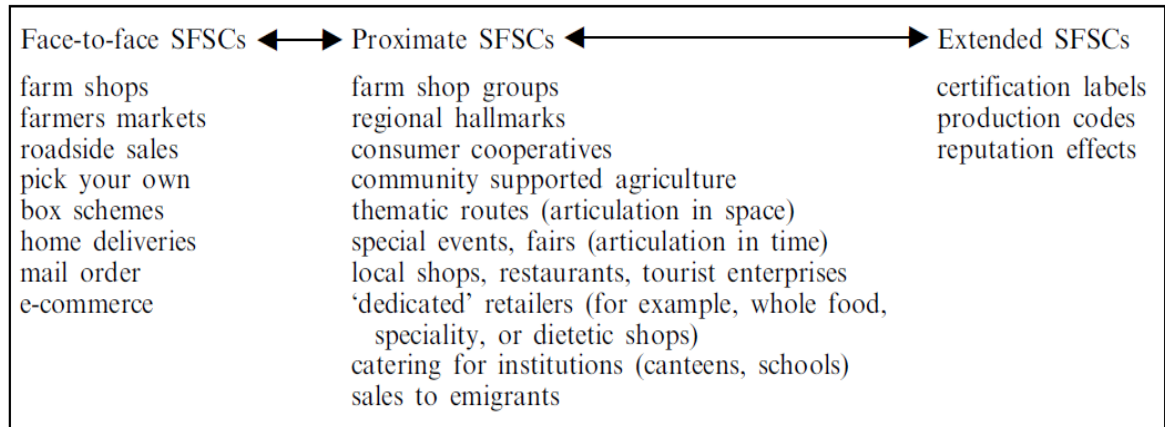 Face-to-face SFSCs
farm shops
farmers markets
roadside sales
pick your own
box schemes
home deliveries
mail order
e-commerce
Proximate SFSCs
farm shop groups
regional hallmarks
consumer cooperatives
community supported agriculture
thematic routes (articulation in space)
special events, fairs (articulation in time)
local shops, restaurants, tourist enterprises
‘dedicated’ retailers (for example, whole food,
speciality, or dietetic shops)
catering for institutions (canteens, schools)
sales to emigrants
Extended SFSCs
certification labels
production codes
reputation effects